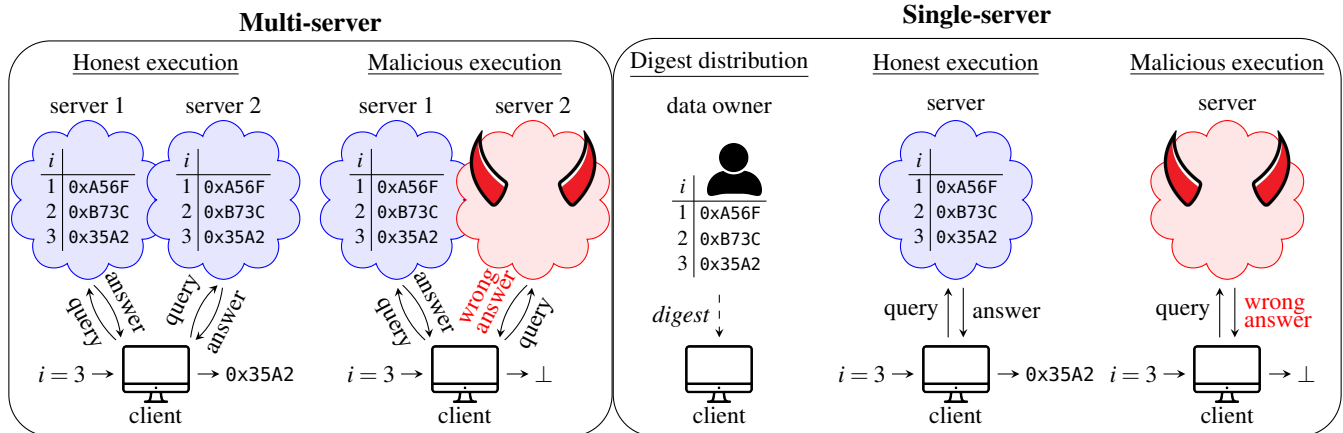 Multi-server
Honest execution
server 1 server 2
i
1 0xA56F
2 0xB73C
3 0x35A2
i
1 0xA56F
2 0xB73C
3 0x35A2
query
answer
query
answer
i = 3 → → 0x35A2
client
Malicious execution
server 1 server 2
i
1 0xA56F
2 0xB73C
3 0x35A2
query
answer
wrong
answer
query
i = 3 → → ⊥
client
Single-server
Digest distribution
data owner
i
1 0xA56F
2 0xB73C
3 0x35A2
digest
client
Honest execution
server
i
1 0xA56F
2 0xB73C
3 0x35A2
query answer
i = 3 → → 0x35A2
client
Malicious execution
server
query
wrong
answer
i = 3 → → ⊥
client